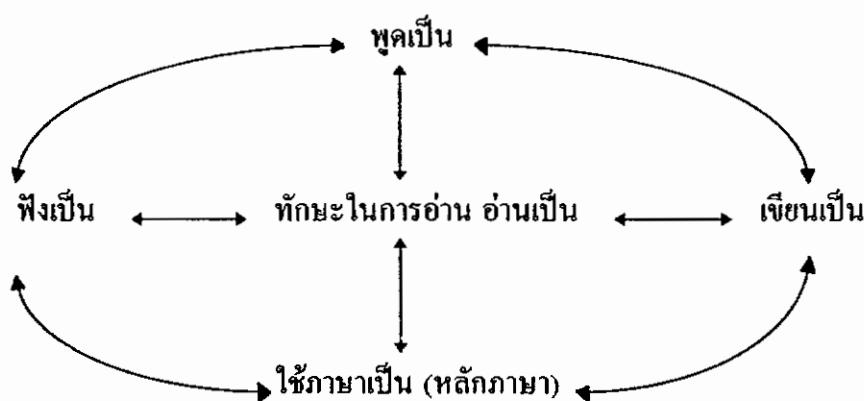 พูดเป็น
ฟังเป็น ทักษะในการอ่าน อ่านเป็น เขียนเป็น
ใช้ภาษาเป็น (หลักภาษา)